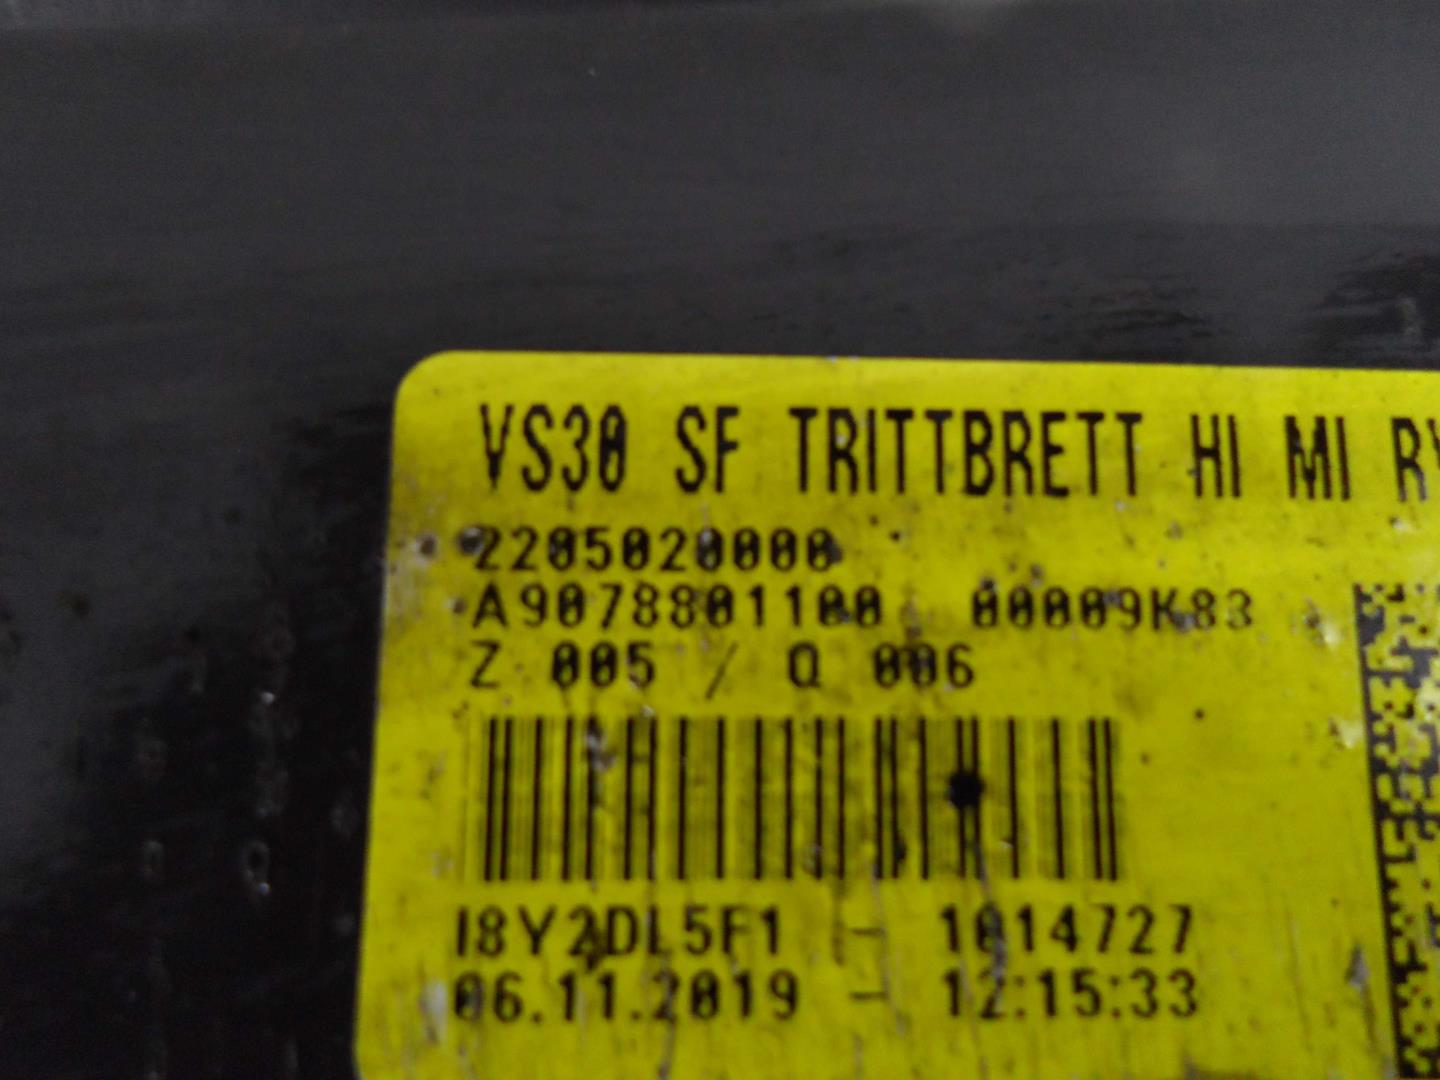 VS30 SF TRITTBRETT HI MI
2205020000
A9078801100 00009K83
Z 005 / Q 006
I8Y2DL5F1 - 1014727
06.11.2019 - 12:15:33